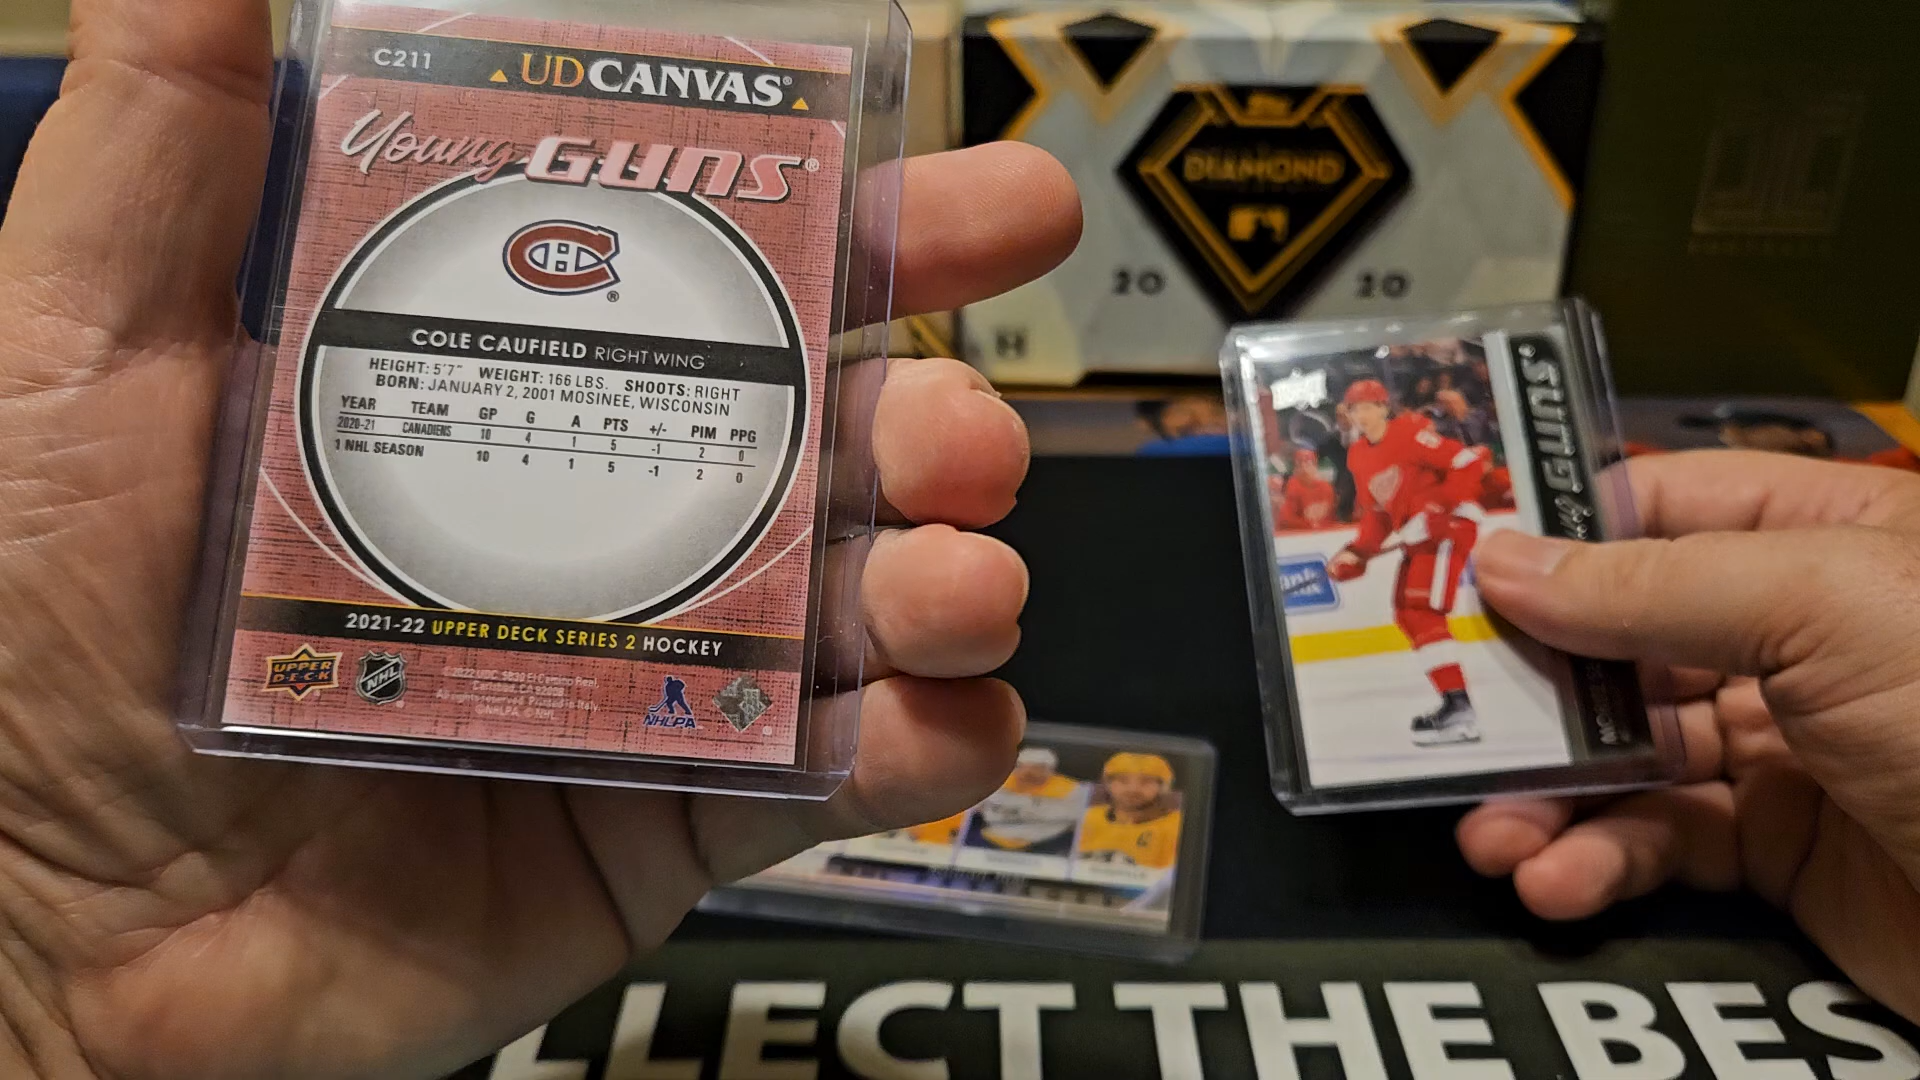 C211
UD CANVAS®
Young GUNS®
COLE CAUFIELD RIGHT WING
HEIGHT: 5'7" WEIGHT: 166 LBS. SHOOTS: RIGHT
BORN: JANUARY 2, 2001 MOSINEE, WISCONSIN
YEAR TEAM GP G A PTS +/- PIM PPG
2020-21 CANADIENS 10 4 1 5 -1 2 0
1 NHL SEASON 10 4 1 5 -1 2 0
2021-22 UPPER DECK SERIES 2 HOCKEY
UPPER D·E·C·K
NHL
NHLPA
DIAMOND
20 20
H
GUNS®
LLECT THE BES